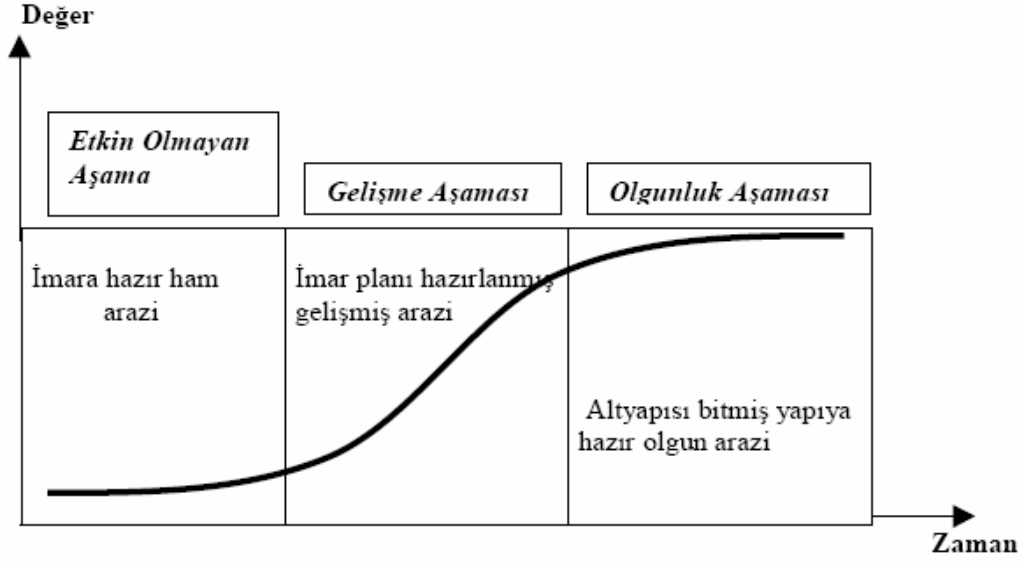 Değer
Etkin Olmayan
Aşama
Gelişme Aşaması
Olgunluk Aşaması
İmara hazır ham
arazi
İmar planı hazırlanmış
gelişmiş arazi
Altyapısı bitmiş yapıya
hazır olgun arazi
Zaman